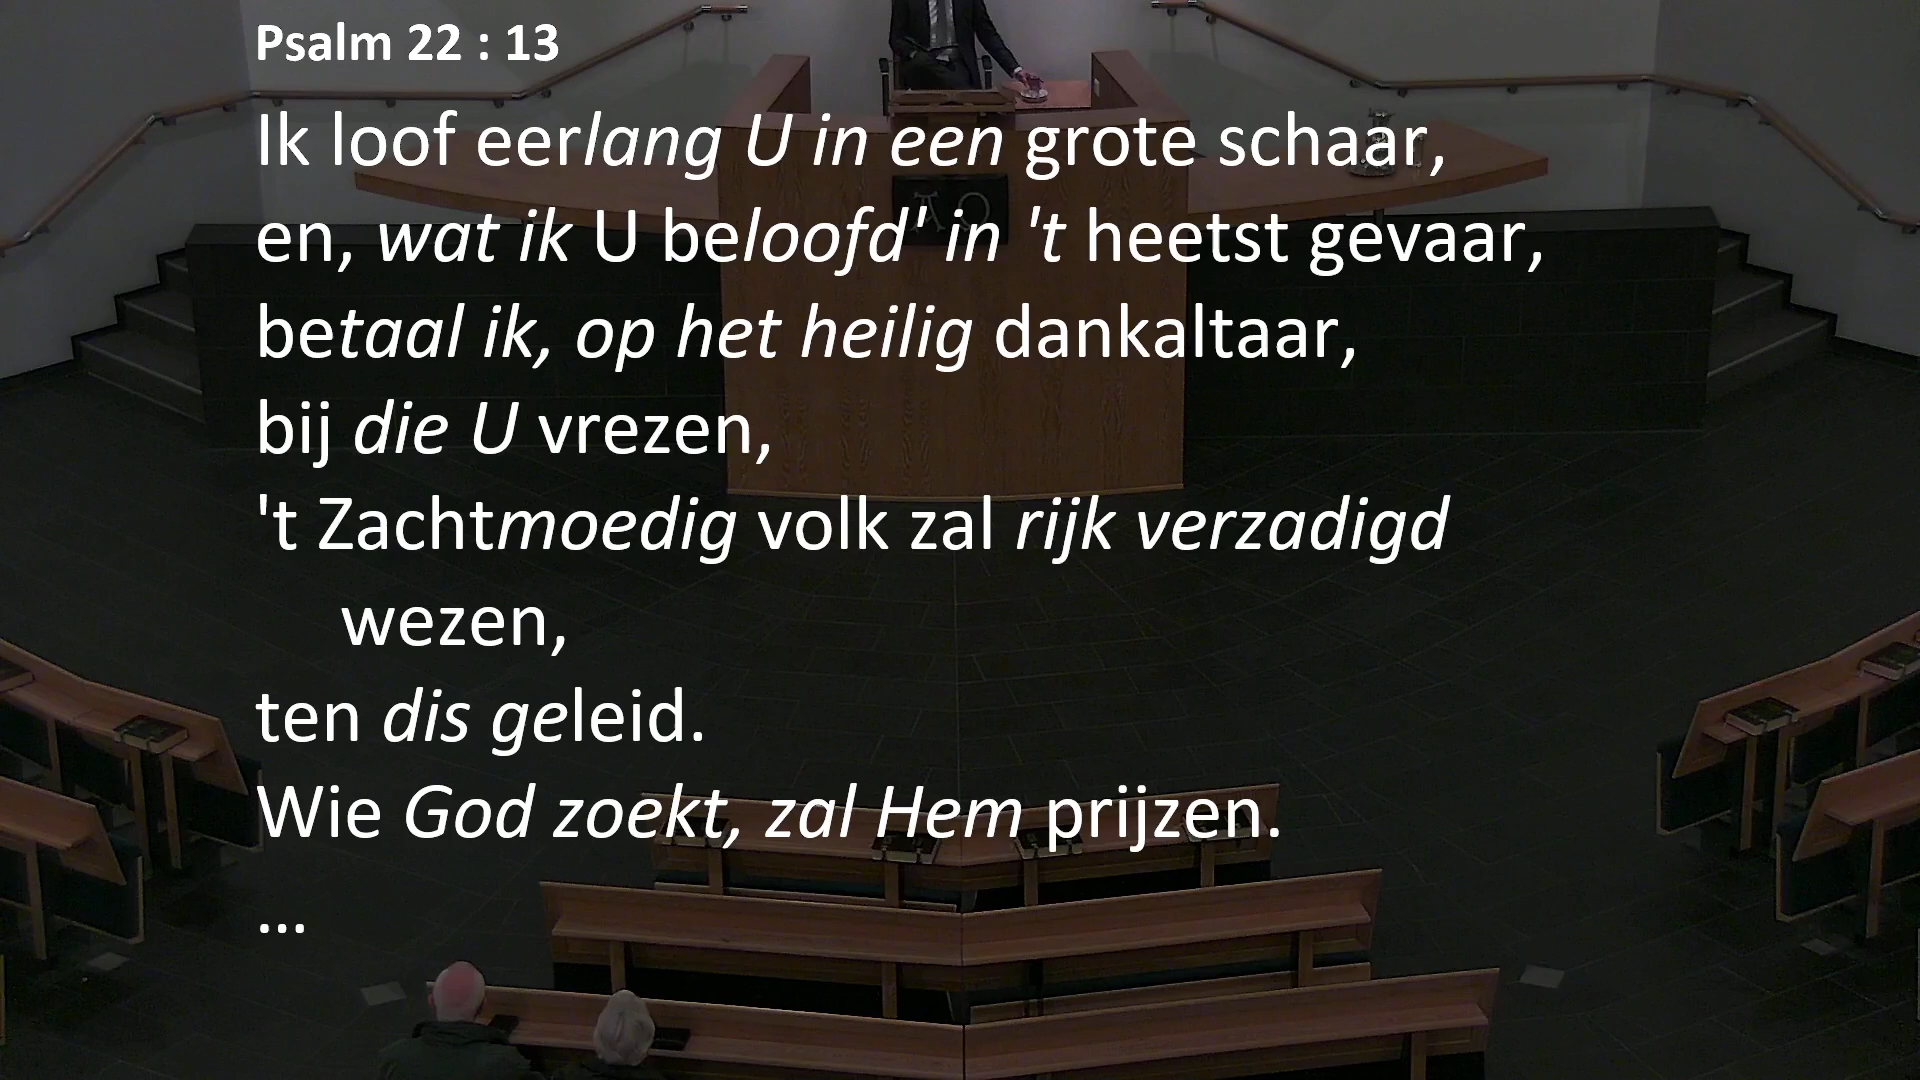 Psalm 22 : 13
Ik loof eerlang U in een grote schaar,
en, wat ik U beloofd' in 't heetst gevaar,
betaal ik, op het heilig dankaltaar,
bij die U vrezen,
't Zachtmoedig volk zal rijk verzadigd
wezen,
ten dis geleid.
Wie God zoekt, zal Hem prijzen.
...
Α Ω